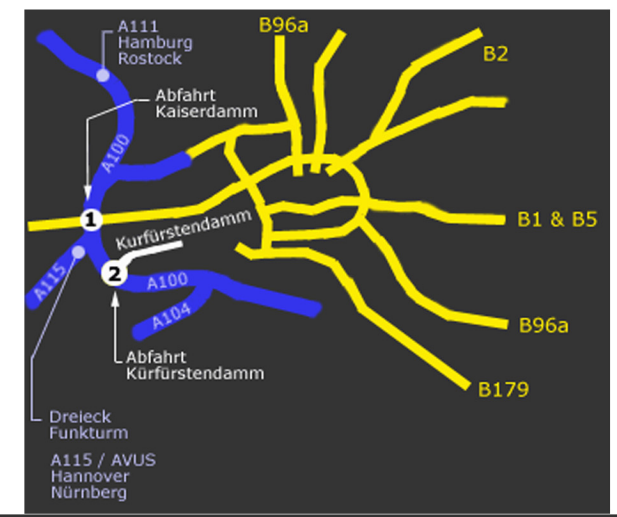 A111
Hamburg
Rostock
B96a
B2
Abfahrt
Kaiserdamm
A100
1
Kurfürstendamm
B1 & B5
2
A115
A100
A104
B96a
Abfahrt
Kürfürstendamm
B179
Dreieck
Funkturm
A115 / AVUS
Hannover
Nürnberg